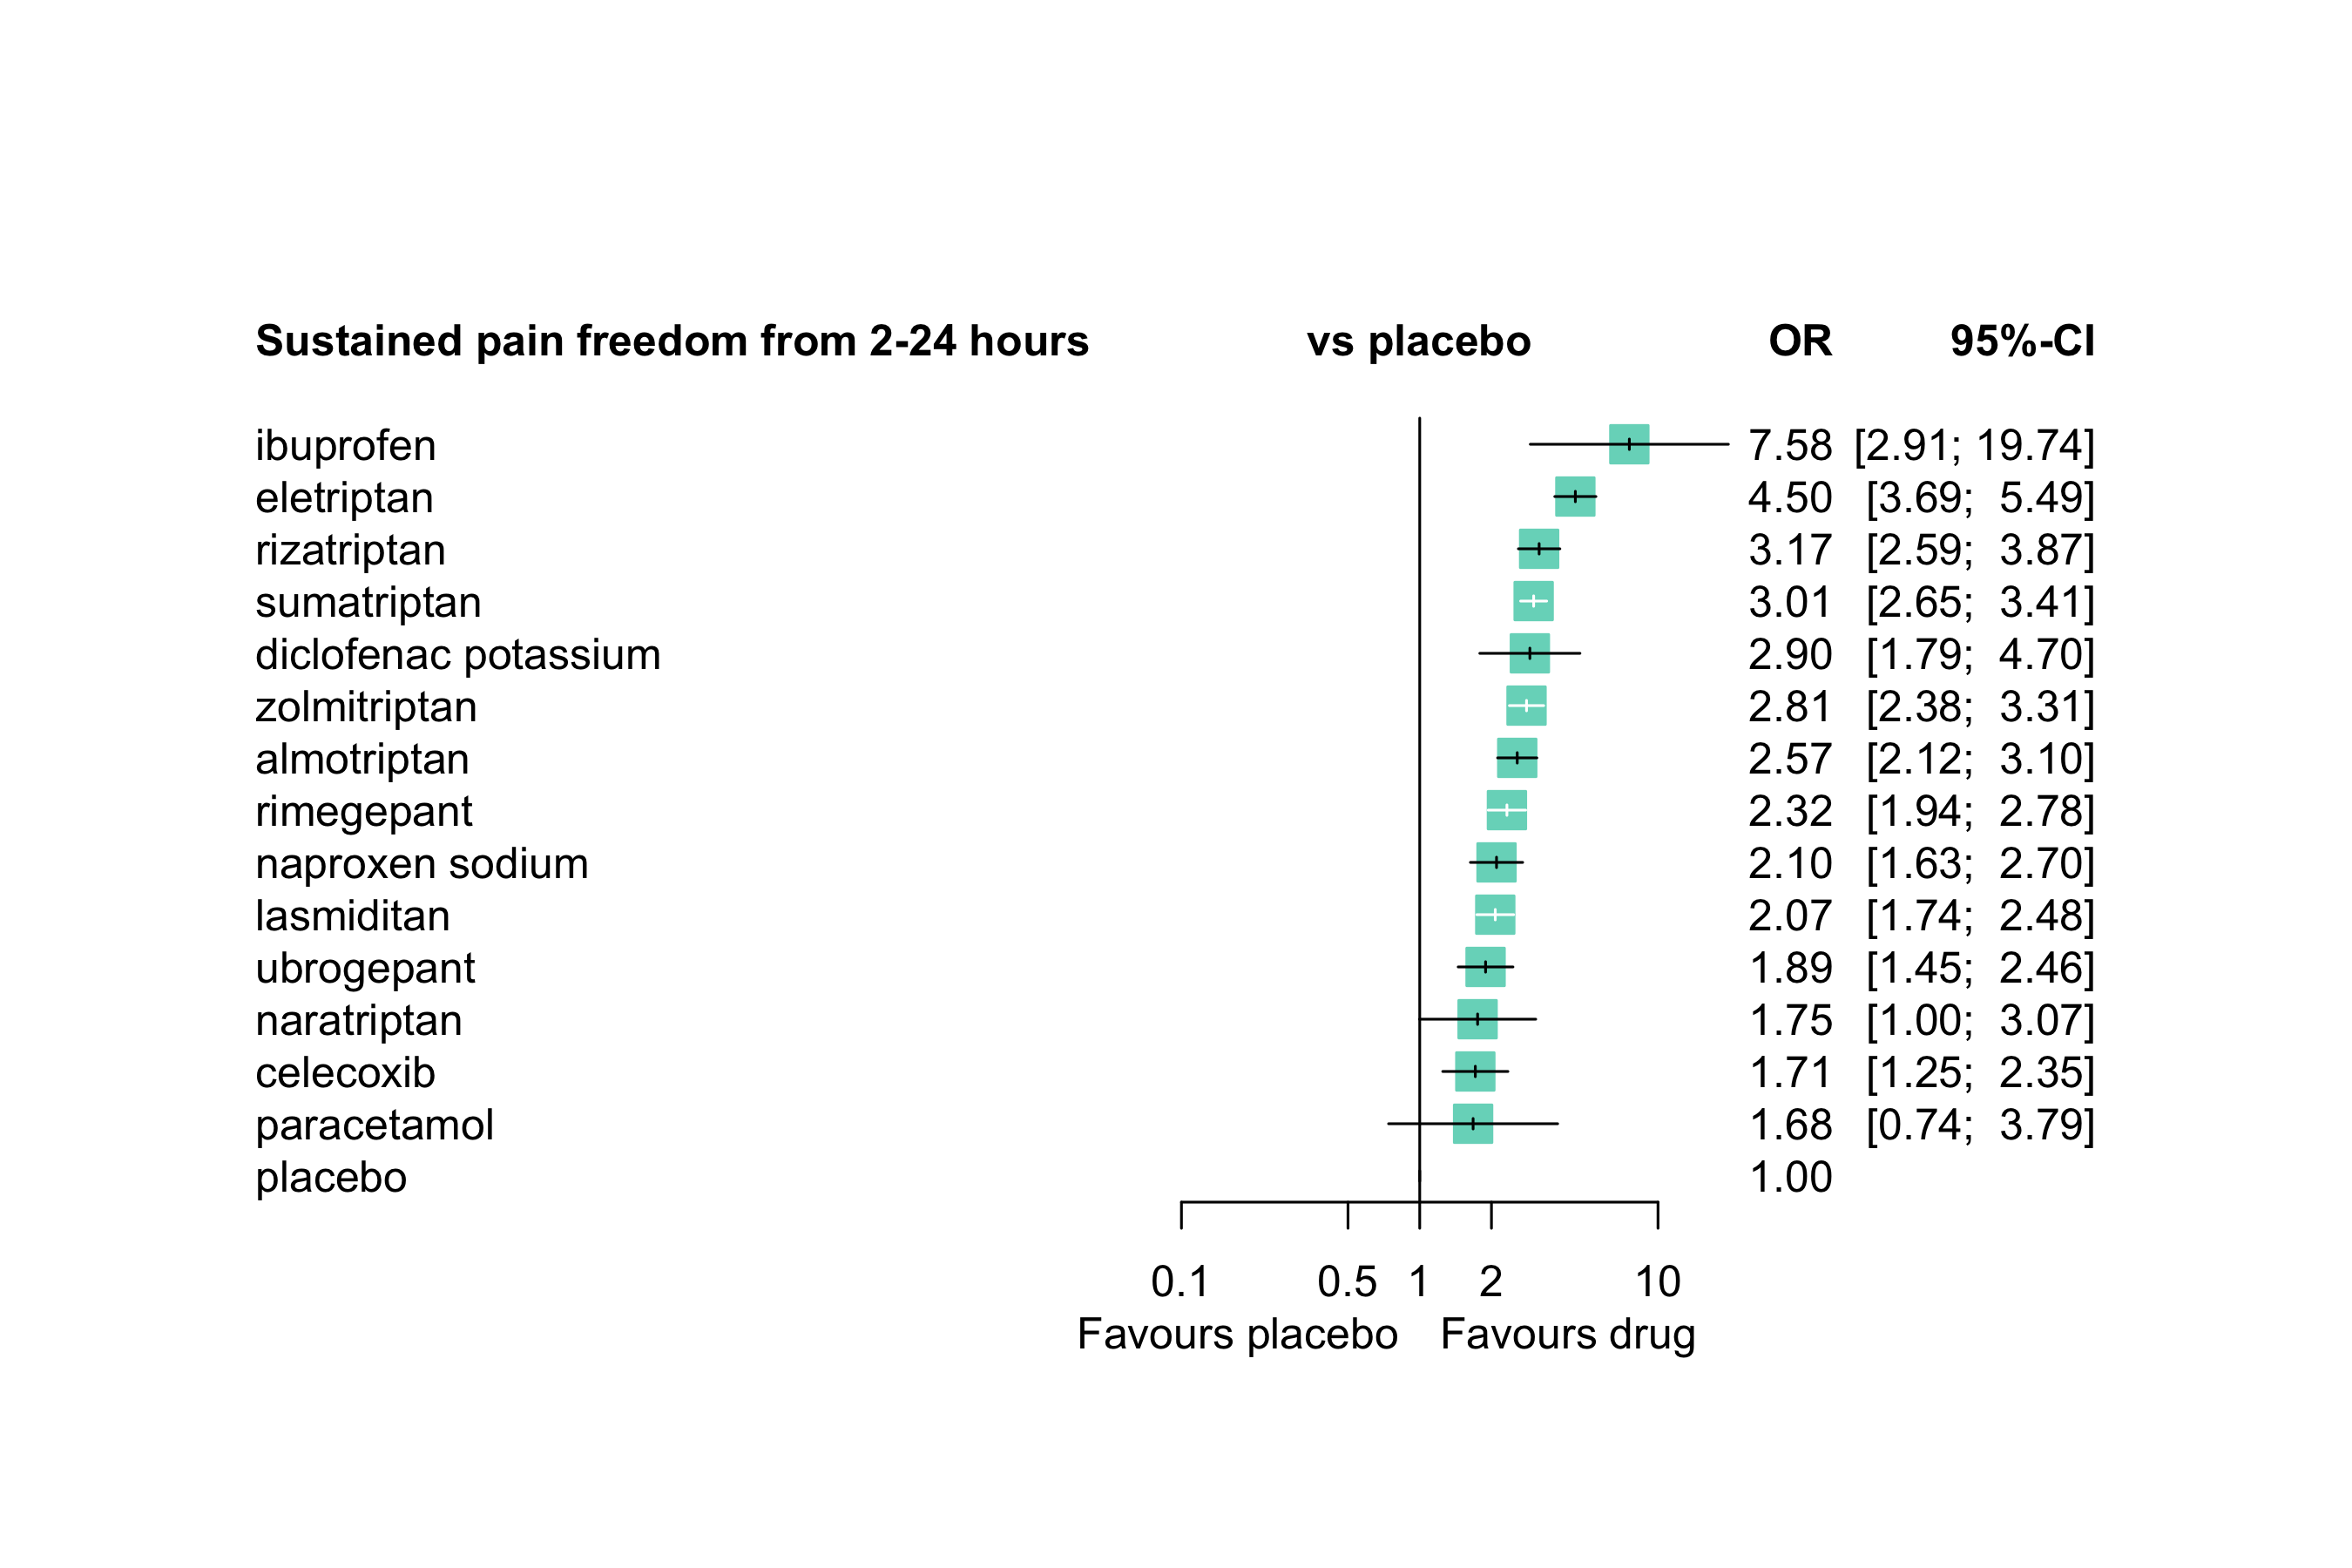 Sustained pain freedom from 2-24 hours vs placebo OR 95%-CI
ibuprofen 7.58 [2.91; 19.74]
eletriptan 4.50 [3.69; 5.49]
rizatriptan 3.17 [2.59; 3.87]
sumatriptan 3.01 [2.65; 3.41]
diclofenac potassium 2.90 [1.79; 4.70]
zolmitriptan 2.81 [2.38; 3.31]
almotriptan 2.57 [2.12; 3.10]
rimegepant 2.32 [1.94; 2.78]
naproxen sodium 2.10 [1.63; 2.70]
lasmiditan 2.07 [1.74; 2.48]
ubrogepant 1.89 [1.45; 2.46]
naratriptan 1.75 [1.00; 3.07]
celecoxib 1.71 [1.25; 2.35]
paracetamol 1.68 [0.74; 3.79]
placebo 1.00
0.1 0.5 1 2 10
Favours placebo Favours drug